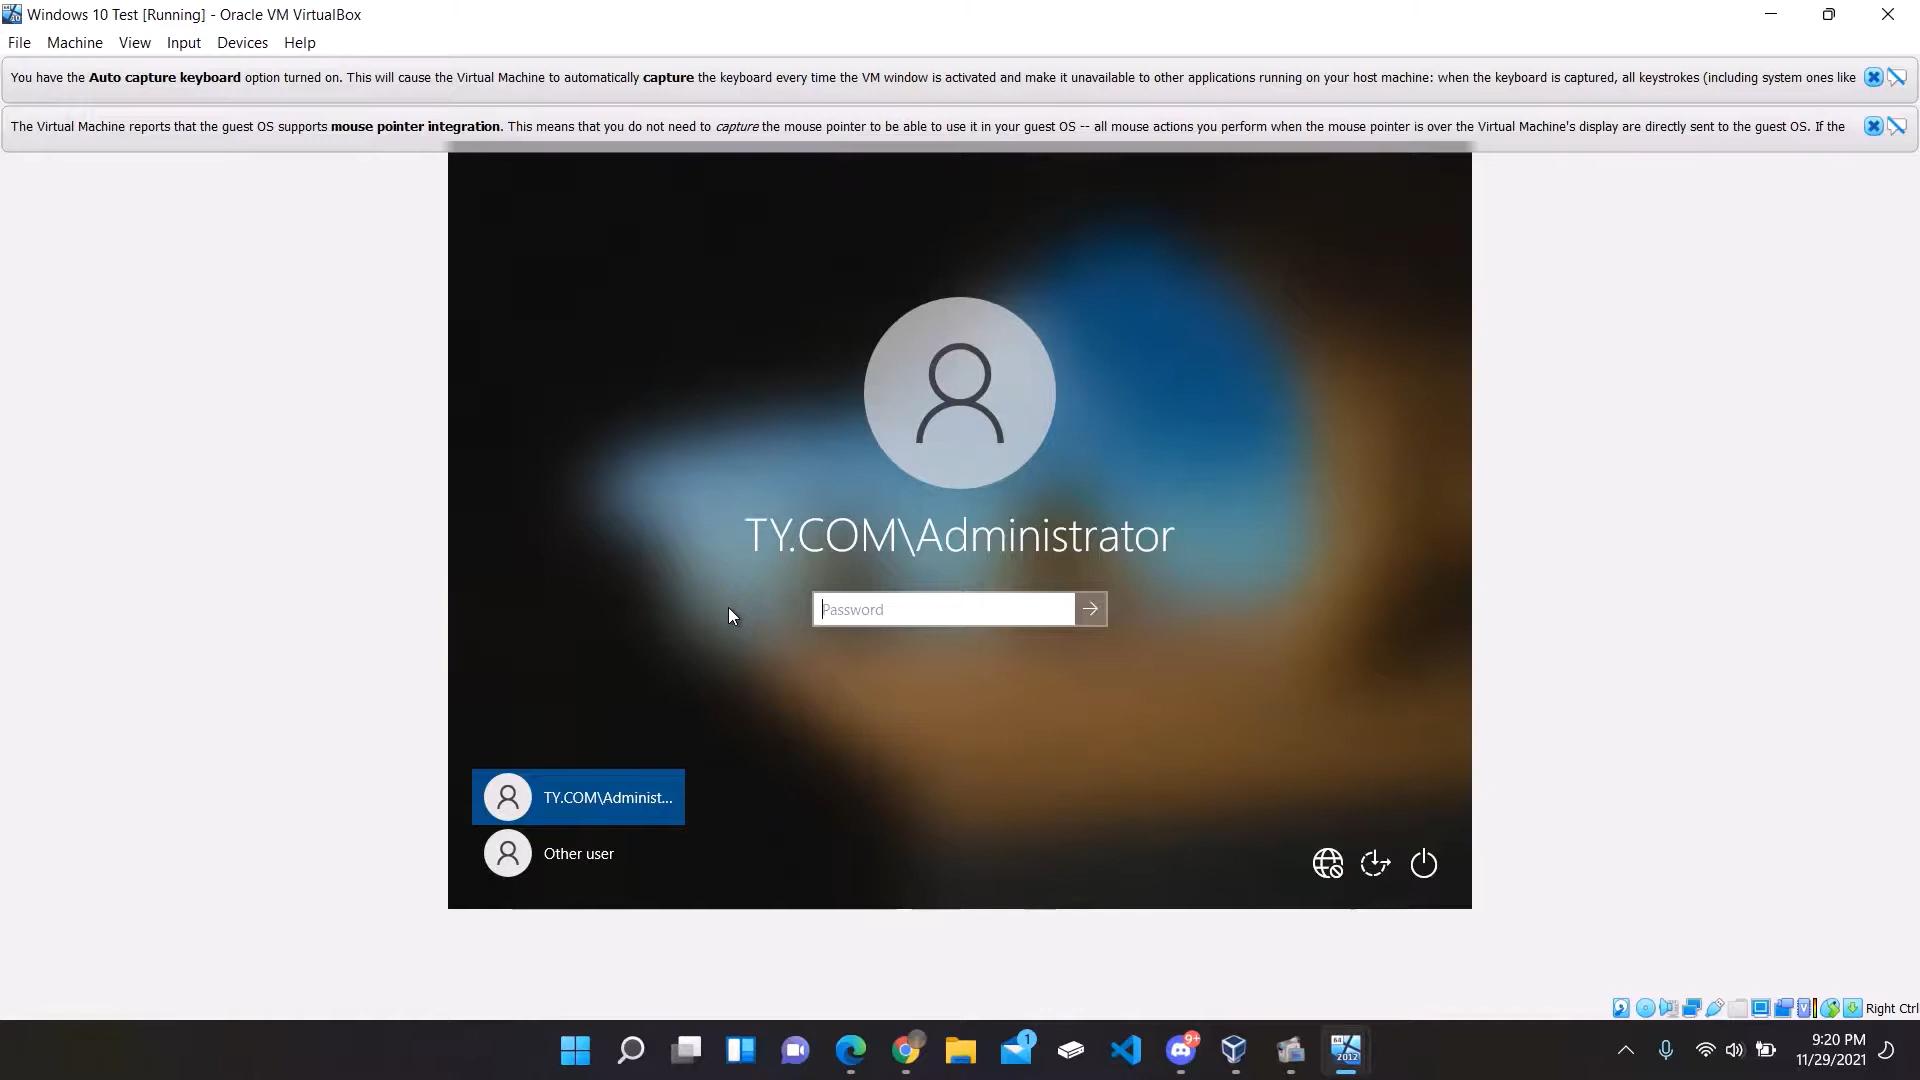 Windows 10 Test [Running] - Oracle VM VirtualBox
File Machine View Input Devices Help
You have the Auto capture keyboard option turned on. This will cause the Virtual Machine to automatically capture the keyboard every time the VM window is activated and make it unavailable to other applications running on your host machine: when the keyboard is captured, all keystrokes (including system ones like
The Virtual Machine reports that the guest OS supports mouse pointer integration. This means that you do not need to capture the mouse pointer to be able to use it in your guest OS -- all mouse actions you perform when the mouse pointer is over the Virtual Machine's display are directly sent to the guest OS. If the
TY.COM\Administrator
Password
TY.COM\Administ...
Other user
Right Ctrl
1
9+
64
2012
9:20 PM
11/29/2021